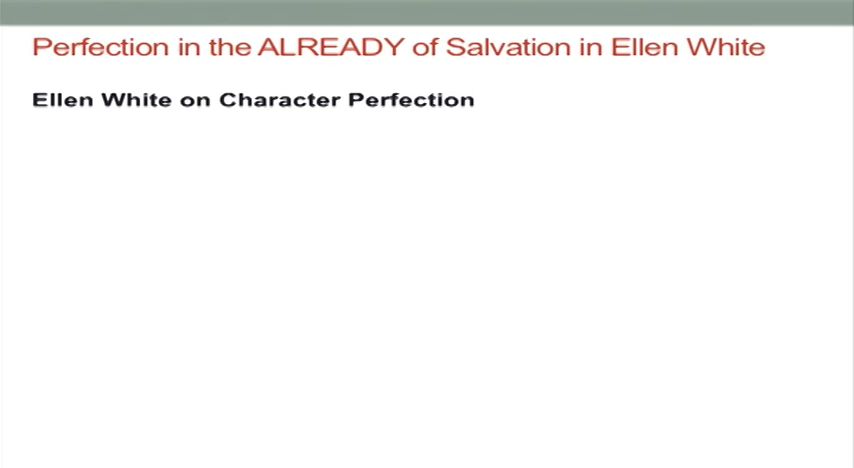 Perfection in the ALREADY of Salvation in Ellen White
Ellen White on Character Perfection